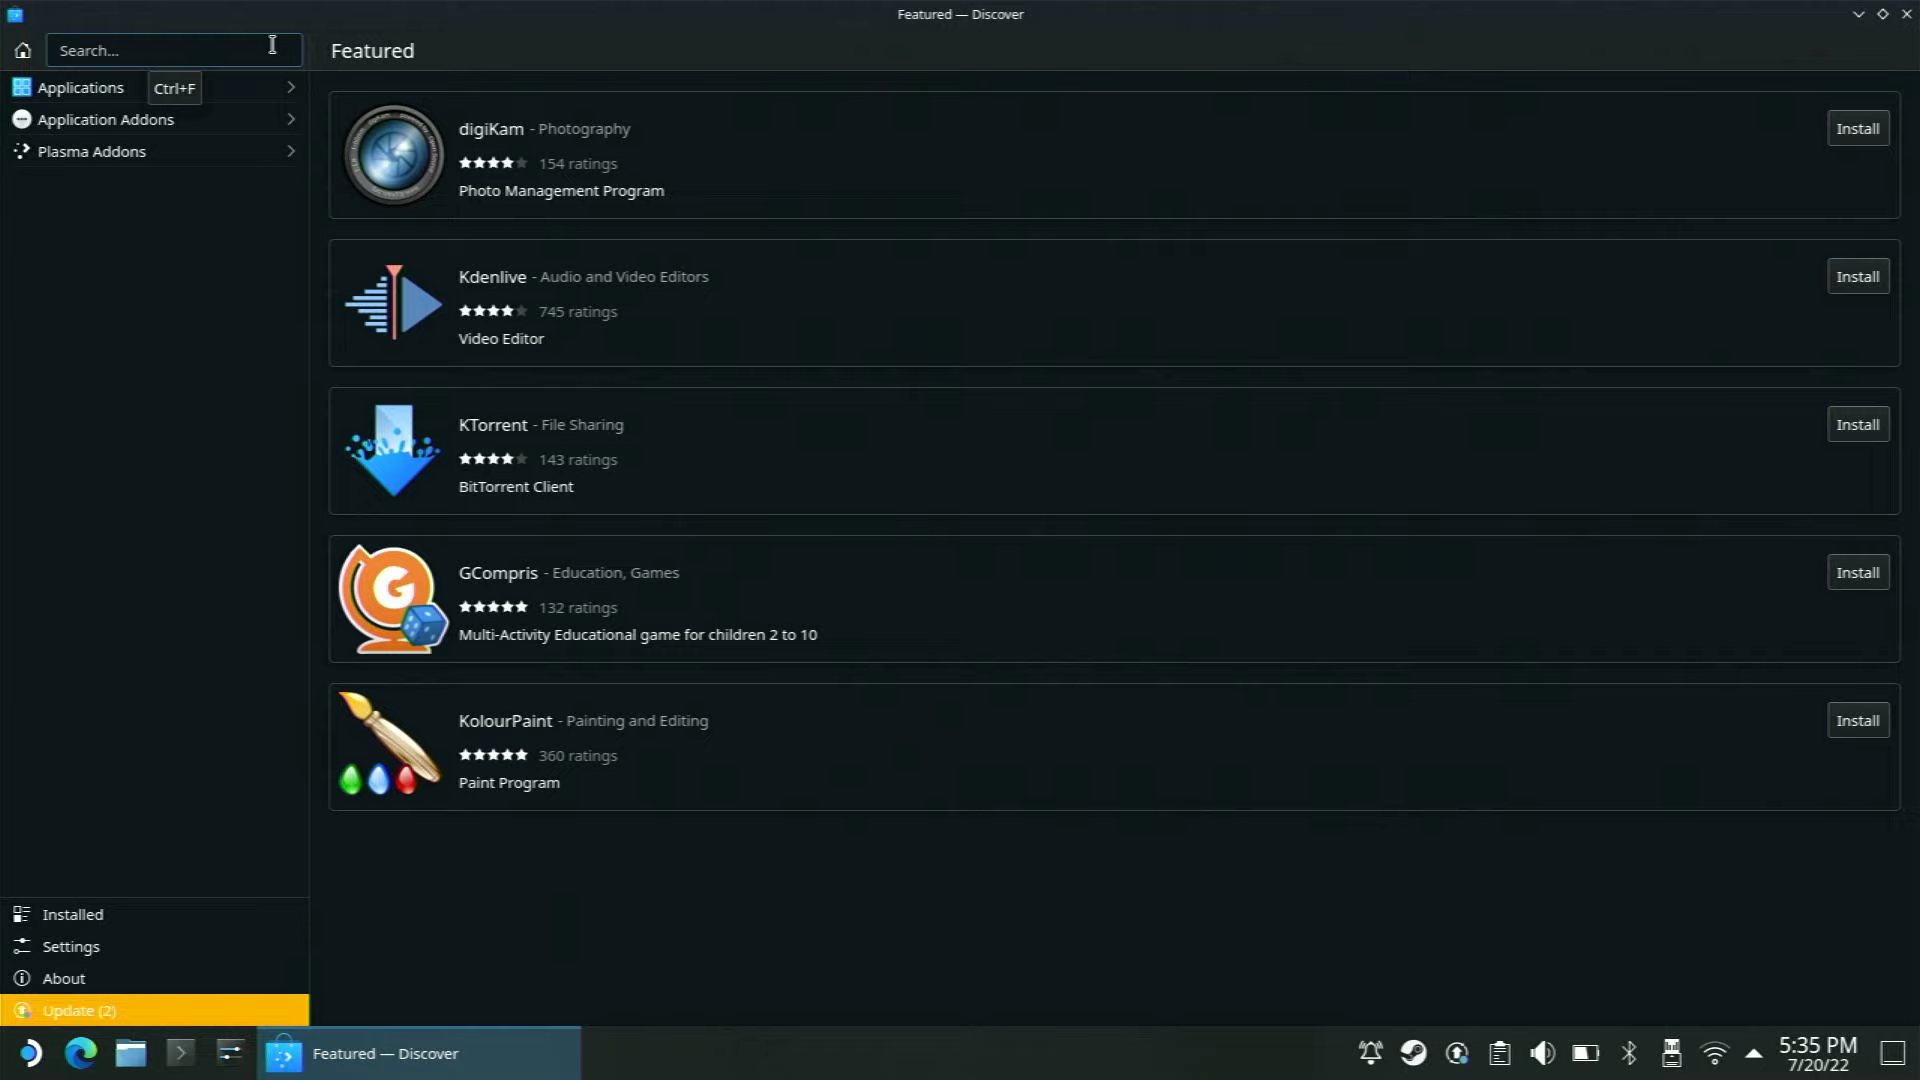 Featured — Discover
Search...
Featured
Applications
Ctrl+F
Application Addons
Plasma Addons
digiKam - Photography
154 ratings
Photo Management Program
Install
Kdenlive - Audio and Video Editors
745 ratings
Video Editor
Install
KTorrent - File Sharing
143 ratings
BitTorrent Client
Install
GCompris - Education, Games
132 ratings
Multi-Activity Educational game for children 2 to 10
Install
KolourPaint - Painting and Editing
360 ratings
Paint Program
Install
Installed
Settings
About
Update (2)
Featured — Discover
5:35 PM
7/20/22